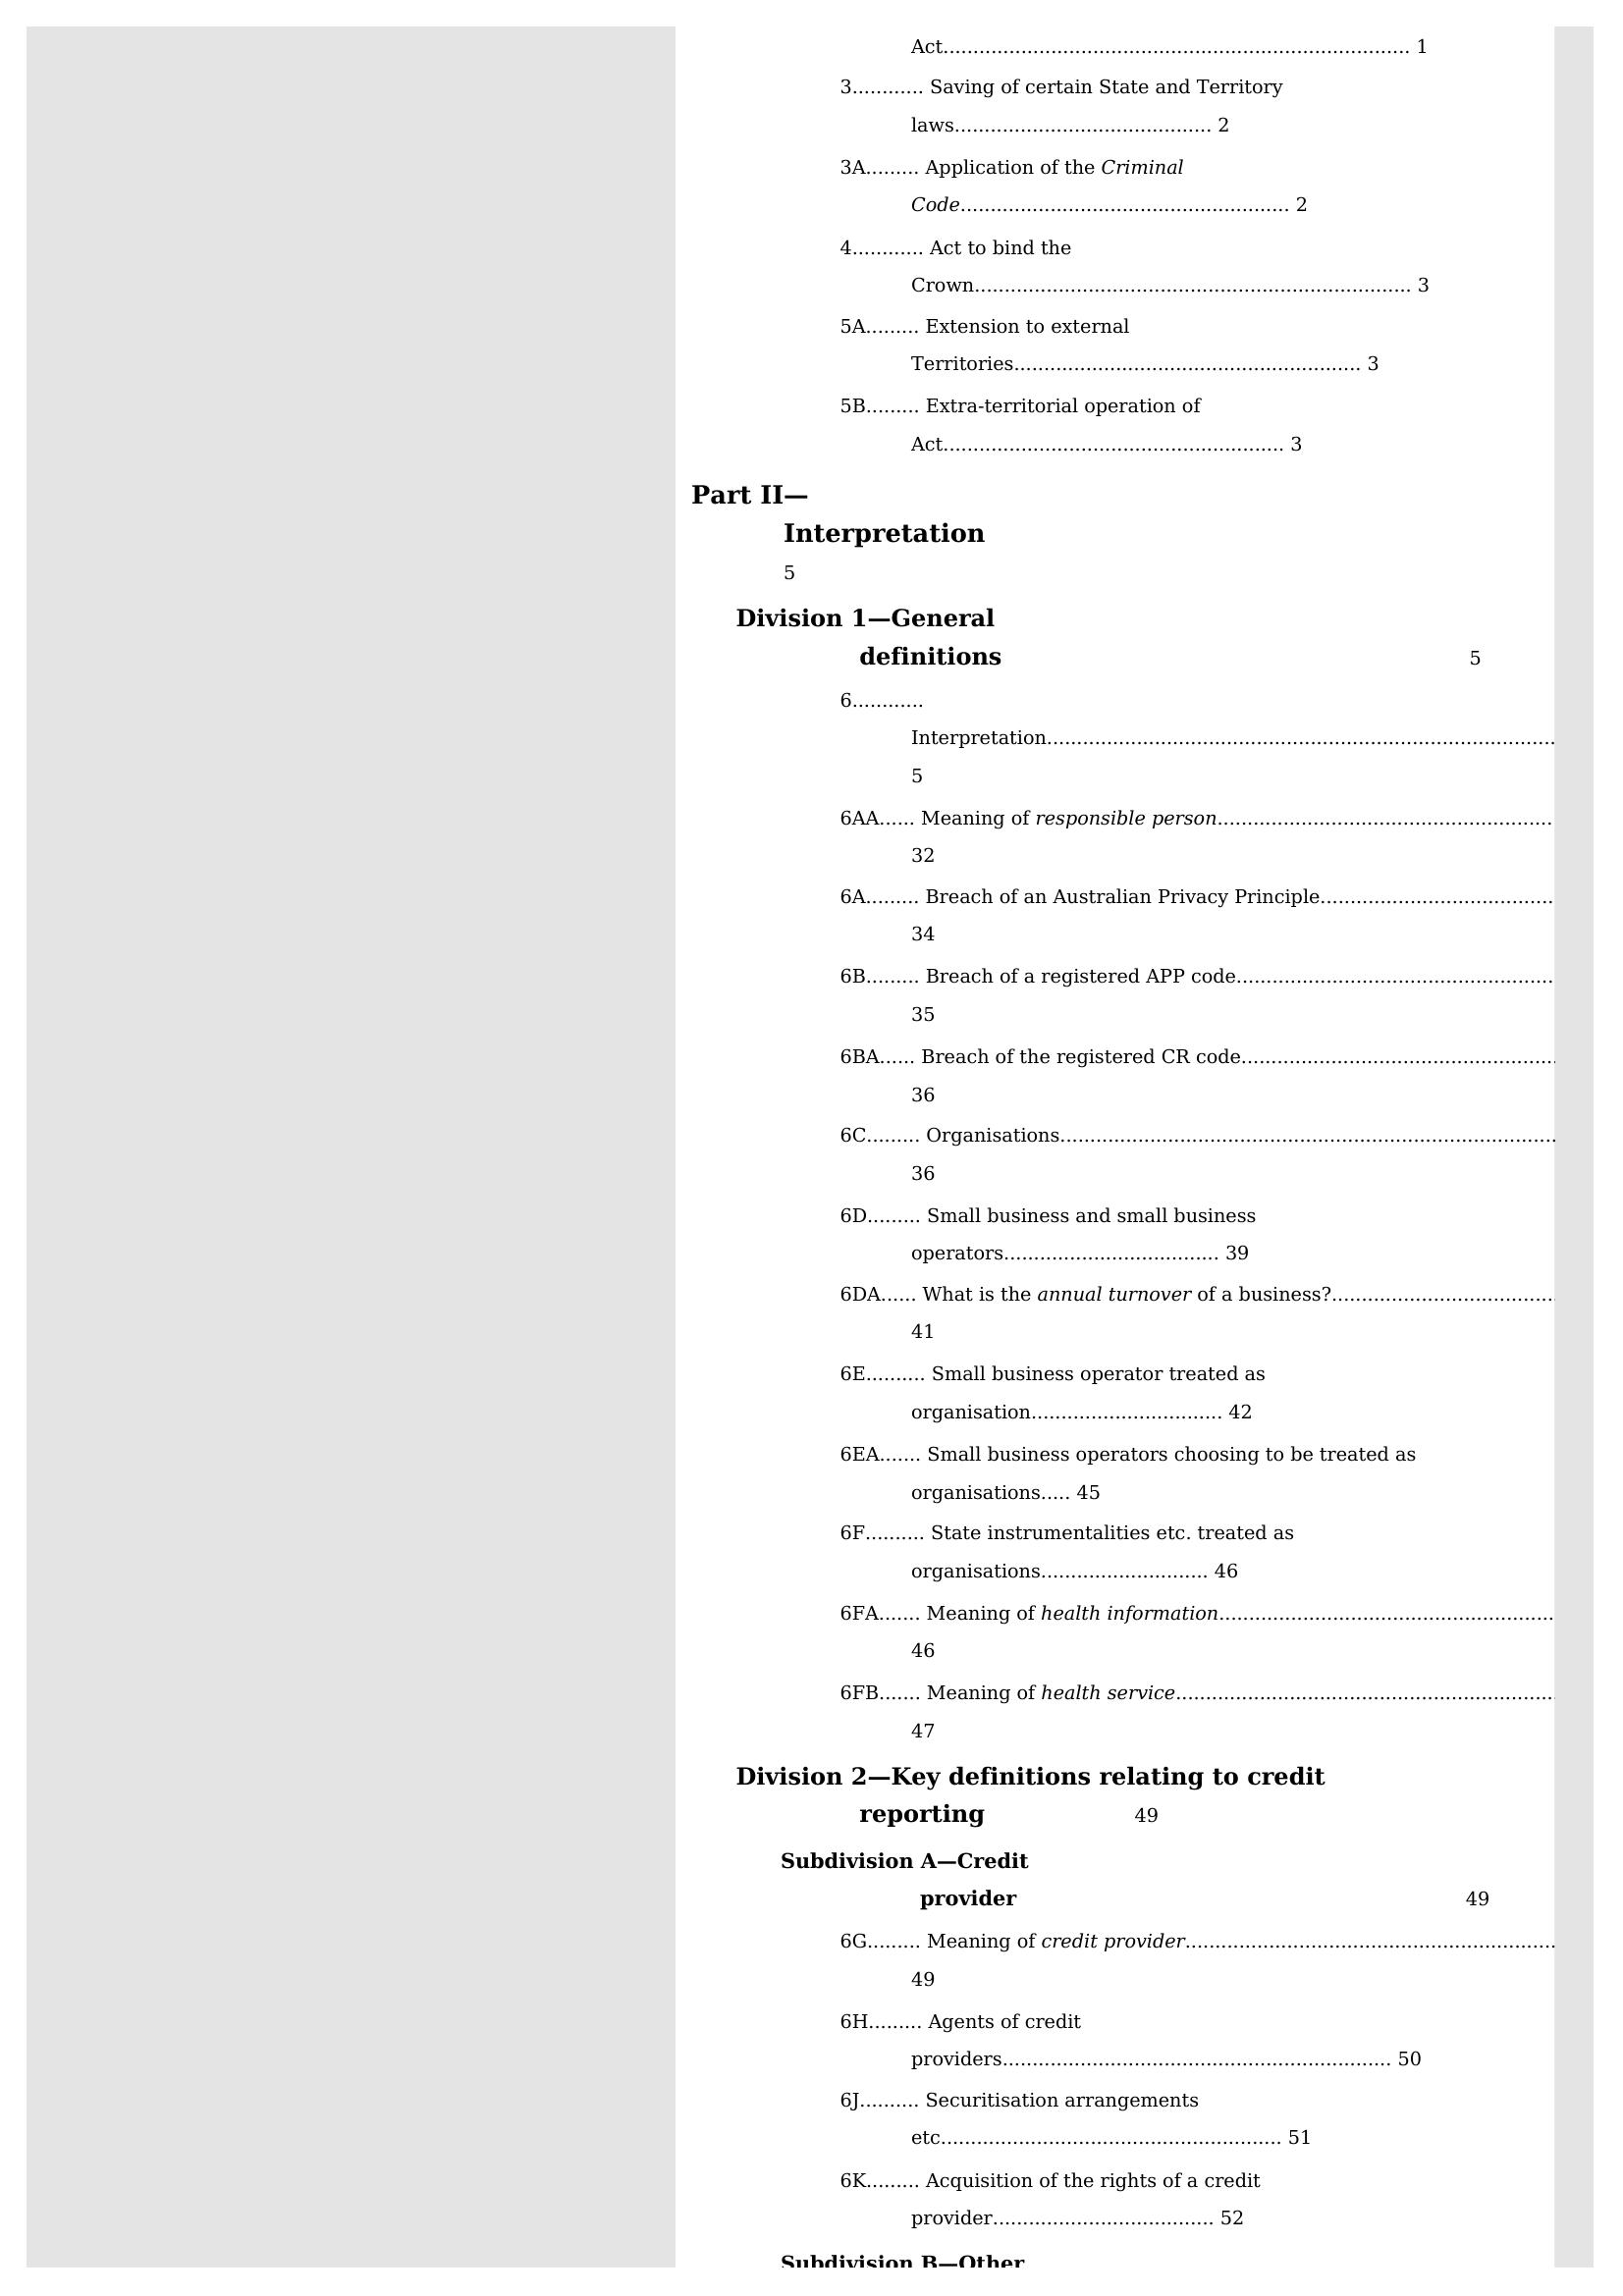 Act.............................................................................. 1
3............ Saving of certain State and Territory
laws........................................... 2
3A......... Application of the Criminal
Code....................................................... 2
4............ Act to bind the
Crown......................................................................... 3
5A......... Extension to external
Territories.......................................................... 3
5B......... Extra-territorial operation of
Act......................................................... 3
Part II—
Interpretation
5
Division 1—General
definitions 5
6............
Interpretation.....................................................................................
5
6AA...... Meaning of responsible person........................................................
32
6A......... Breach of an Australian Privacy Principle.......................................
34
6B......... Breach of a registered APP code.....................................................
35
6BA...... Breach of the registered CR code.....................................................
36
6C......... Organisations...................................................................................
36
6D......... Small business and small business
operators.................................... 39
6DA...... What is the annual turnover of a business?.....................................
41
6E.......... Small business operator treated as
organisation................................ 42
6EA....... Small business operators choosing to be treated as
organisations..... 45
6F.......... State instrumentalities etc. treated as
organisations............................ 46
6FA....... Meaning of health information........................................................
46
6FB....... Meaning of health service...............................................................
47
Division 2—Key definitions relating to credit
reporting 49
Subdivision A—Credit
provider 49
6G......... Meaning of credit provider..............................................................
49
6H......... Agents of credit
providers................................................................. 50
6J.......... Securitisation arrangements
etc......................................................... 51
6K......... Acquisition of the rights of a credit
provider..................................... 52
Subdivision B—Other